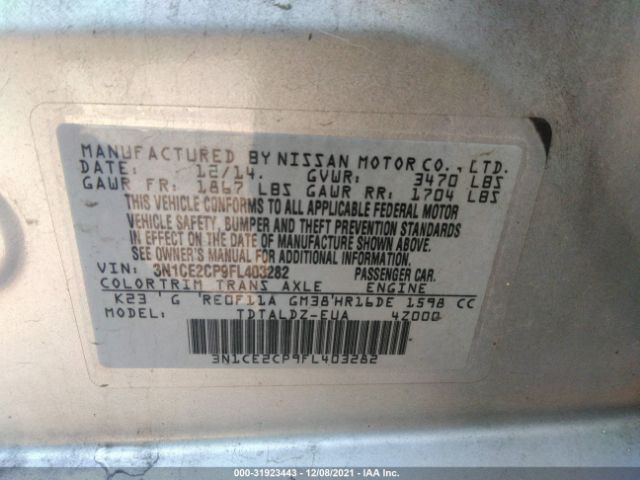 MANUFACTURED BY NISSAN MOTOR CO., LTD.
DATE: 12/14. GVWR: 3470 LBS
GAWR FR: 1867 LBS GAWR RR: 1704 LBS
THIS VEHICLE CONFORMS TO ALL APPLICABLE FEDERAL MOTOR
VEHICLE SAFETY, BUMPER AND THEFT PREVENTION STANDARDS
IN EFFECT ON THE DATE OF MANUFACTURE SHOWN ABOVE.
SEE OWNER'S MANUAL FOR ADDITIONAL INFORMATION.
VIN: 3N1CE2CP9FL403282 PASSENGER CAR.
COLOR TRIM TRANS AXLE ENGINE
K23 'G 'RE0F11A GM38'HR16DE 1598 CC
MODEL: TDTALDZ-EUA 4Z000
3N1CE2CP9FL403282
000-31923443 - 12/08/2021 - IAA Inc.